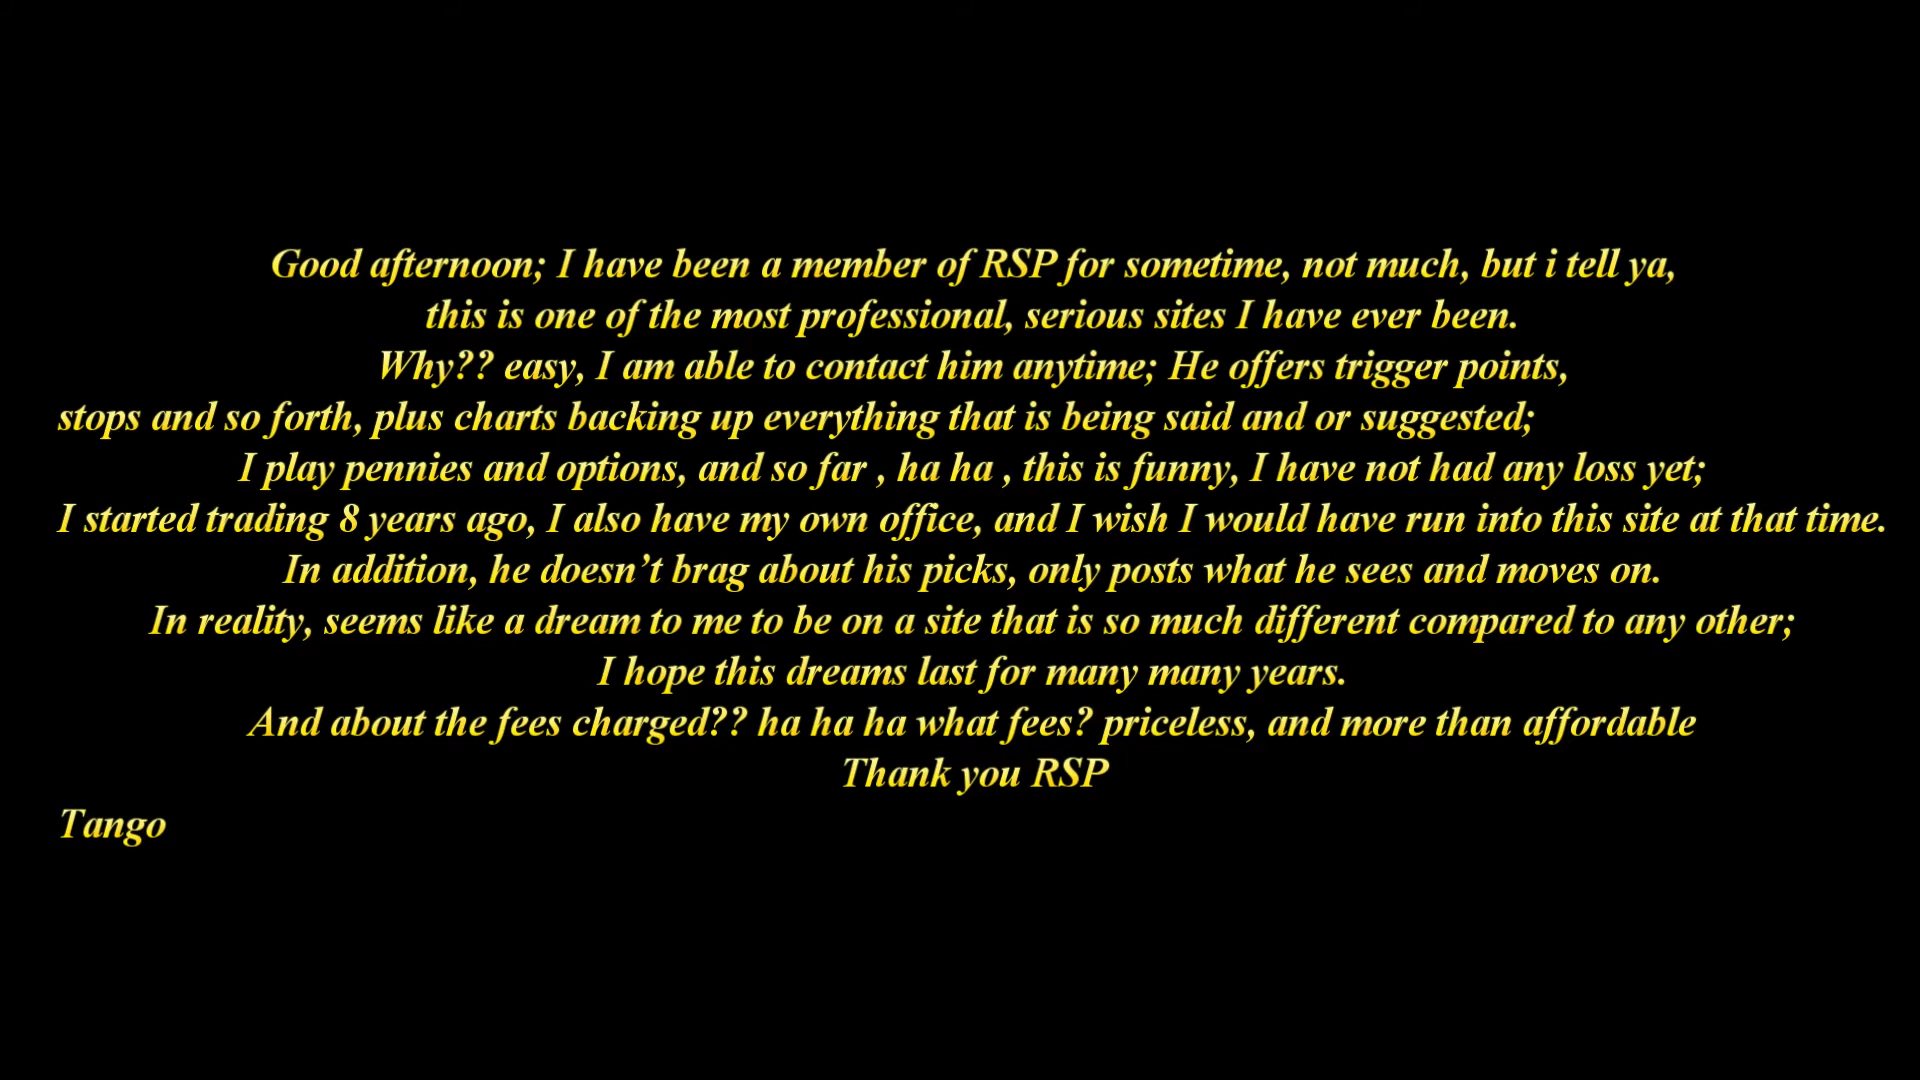 Good afternoon; I have been a member of RSP for sometime, not much, but i tell ya,
this is one of the most professional, serious sites I have ever been.
Why?? easy, I am able to contact him anytime; He offers trigger points,
stops and so forth, plus charts backing up everything that is being said and or suggested;
I play pennies and options, and so far , ha ha , this is funny, I have not had any loss yet;
I started trading 8 years ago, I also have my own office, and I wish I would have run into this site at that time.
In addition, he doesn’t brag about his picks, only posts what he sees and moves on.
In reality, seems like a dream to me to be on a site that is so much different compared to any other;
I hope this dreams last for many many years.
And about the fees charged?? ha ha ha what fees? priceless, and more than affordable
Thank you RSP
Tango